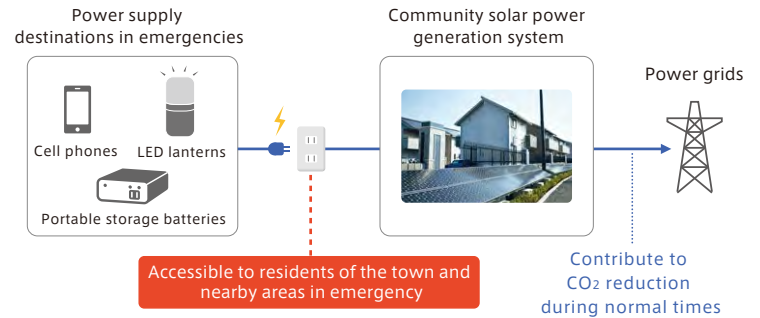 Power supply
destinations in emergencies
Community solar power
generation system
Power grids
Cell phones
LED lanterns
Portable storage batteries
Accessible to residents of the town and
nearby areas in emergency
Contribute to
CO₂ reduction
during normal times